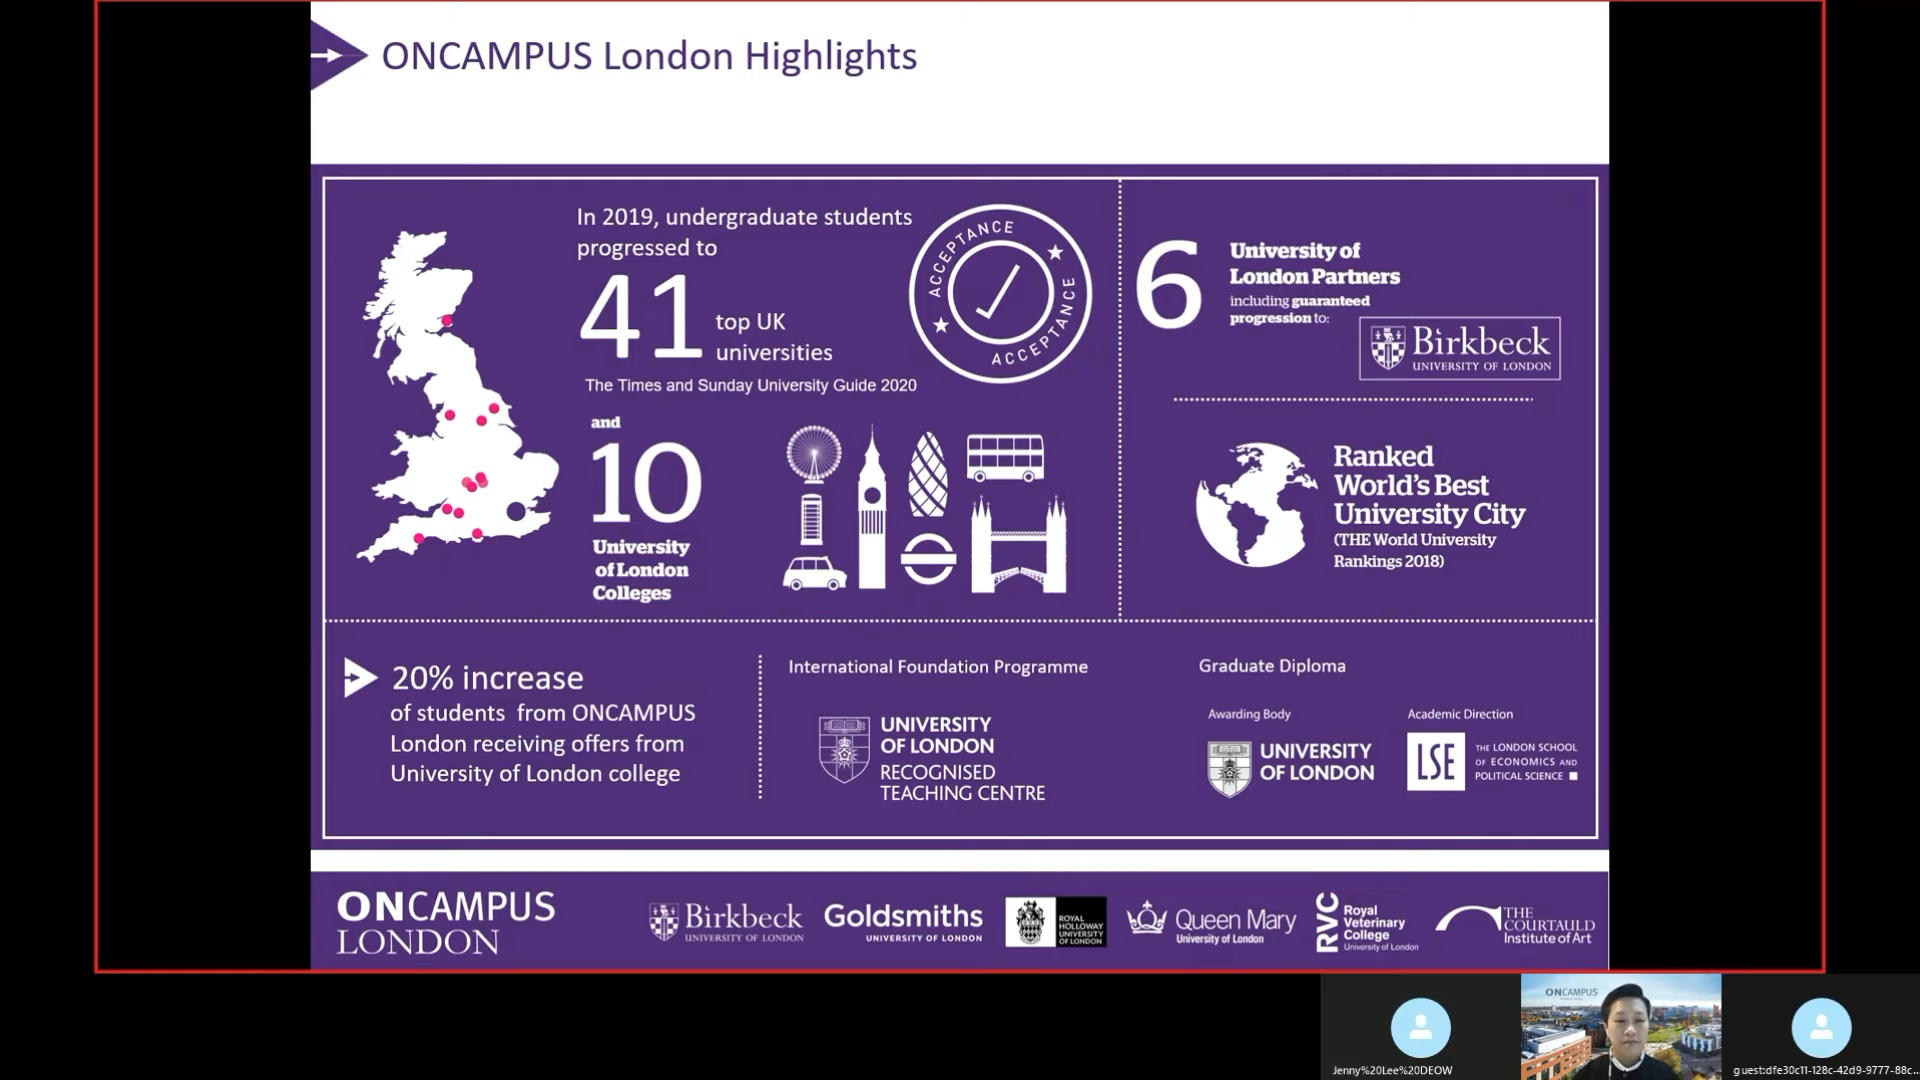 ONCAMPUS London Highlights
In 2019, undergraduate students
progressed to
41 top UK
universities
The Times and Sunday University Guide 2020
and
10
University
of London
Colleges
ACCEPTANCE
ACCEPTANCE
6 University of
London Partners
including guaranteed
progression to:
Birkbeck
UNIVERSITY OF LONDON
Ranked
World's Best
University City
(THE World University
Rankings 2018)
20% increase
of students from ONCAMPUS
London receiving offers from
University of London college
International Foundation Programme
UNIVERSITY
OF LONDON
RECOGNISED
TEACHING CENTRE
Graduate Diploma
Awarding Body
UNIVERSITY
OF LONDON
Academic Direction
LSE
THE LONDON SCHOOL
OF ECONOMICS AND
POLITICAL SCIENCE
ONCAMPUS
LONDON
Birkbeck
UNIVERSITY OF LONDON
Goldsmiths
UNIVERSITY OF LONDON
ROYAL
HOLLOWAY
UNIVERSITY
OF LONDON
Queen Mary
University of London
RVC
Royal
Veterinary
College
University of London
THE
COURTAULD
Institute of Art
Jenny%20Lee%20DEOW
ONCAMPUS
guest:dfe30c11-128c-42d9-9777-88c...